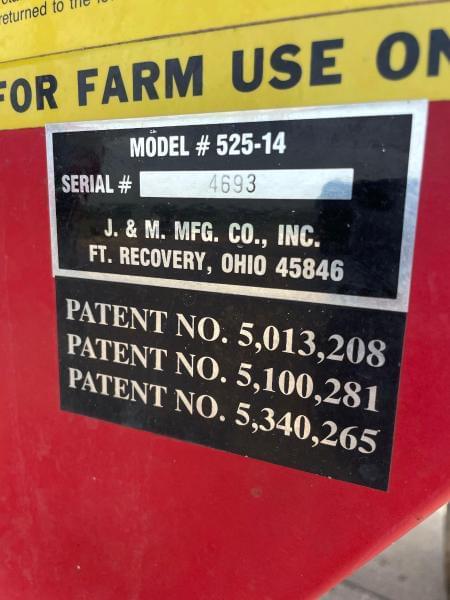 returned to the
FOR FARM USE ON
MODEL # 525-14
SERIAL # 4693
J. & M. MFG. CO., INC.
FT. RECOVERY, OHIO 45846
PATENT NO. 5,013,208
PATENT NO. 5,100,281
PATENT NO. 5,340,265